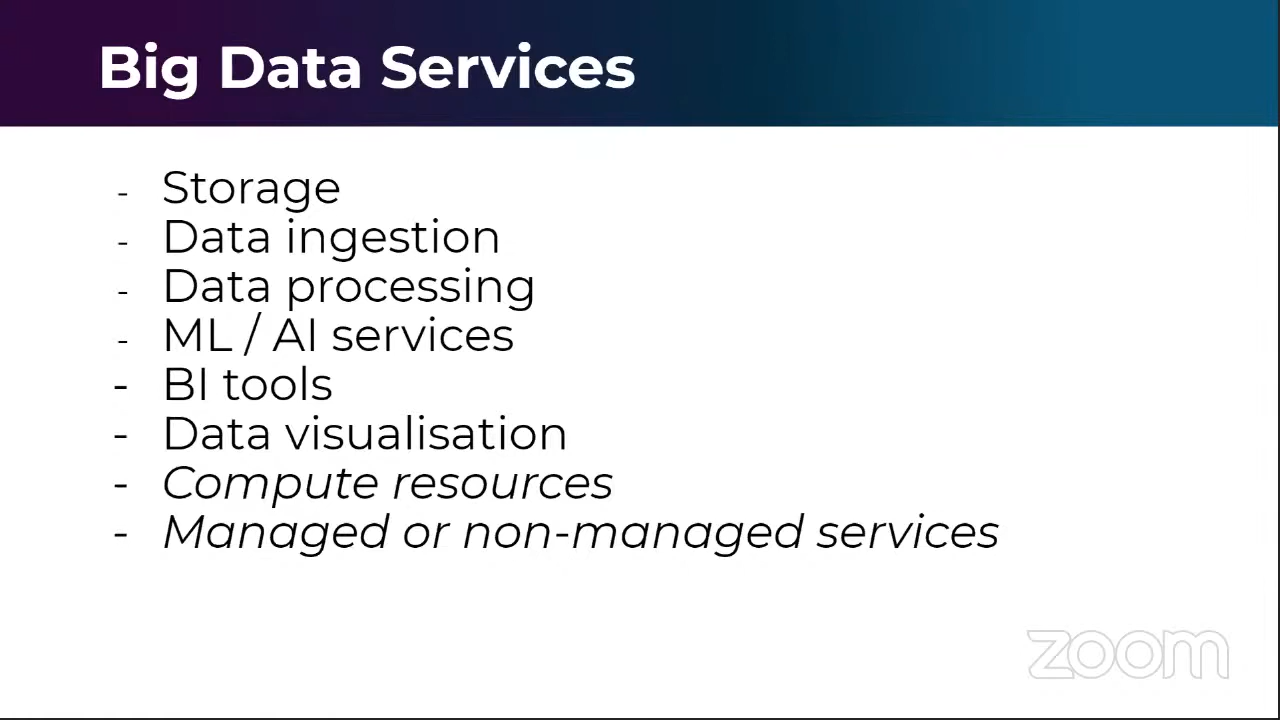 Big Data Services
- Storage
- Data ingestion
- Data processing
- ML / AI services
- BI tools
- Data visualisation
- Compute resources
- Managed or non-managed services
zoom